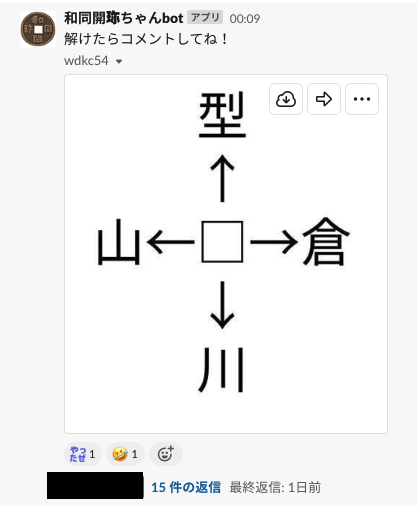 和同開珎ちゃんbot アプリ 00:09
解けたらコメントしてね！
wdkc54
型
↑
山←□→倉
↓
川
やったぜ 1 🤣 1
15 件の返信 最終返信: 1日前